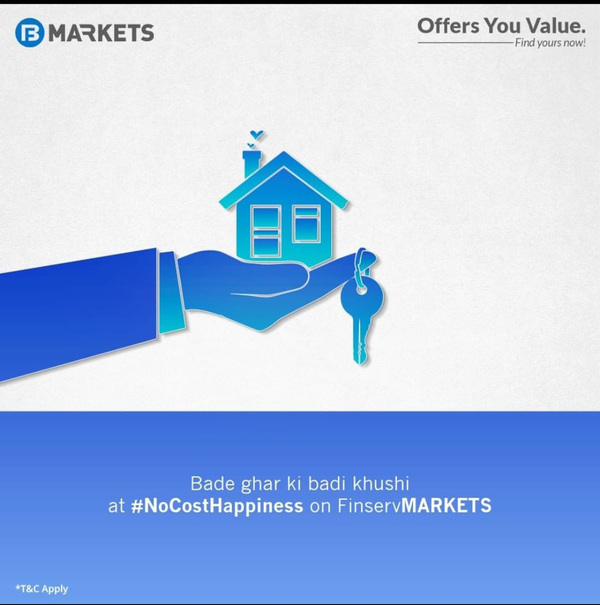 B MARKETS
Offers You Value.
Find yours now!
Bade ghar ki badi khushi
at #NoCostHappiness on FinservMARKETS
*T&C Apply